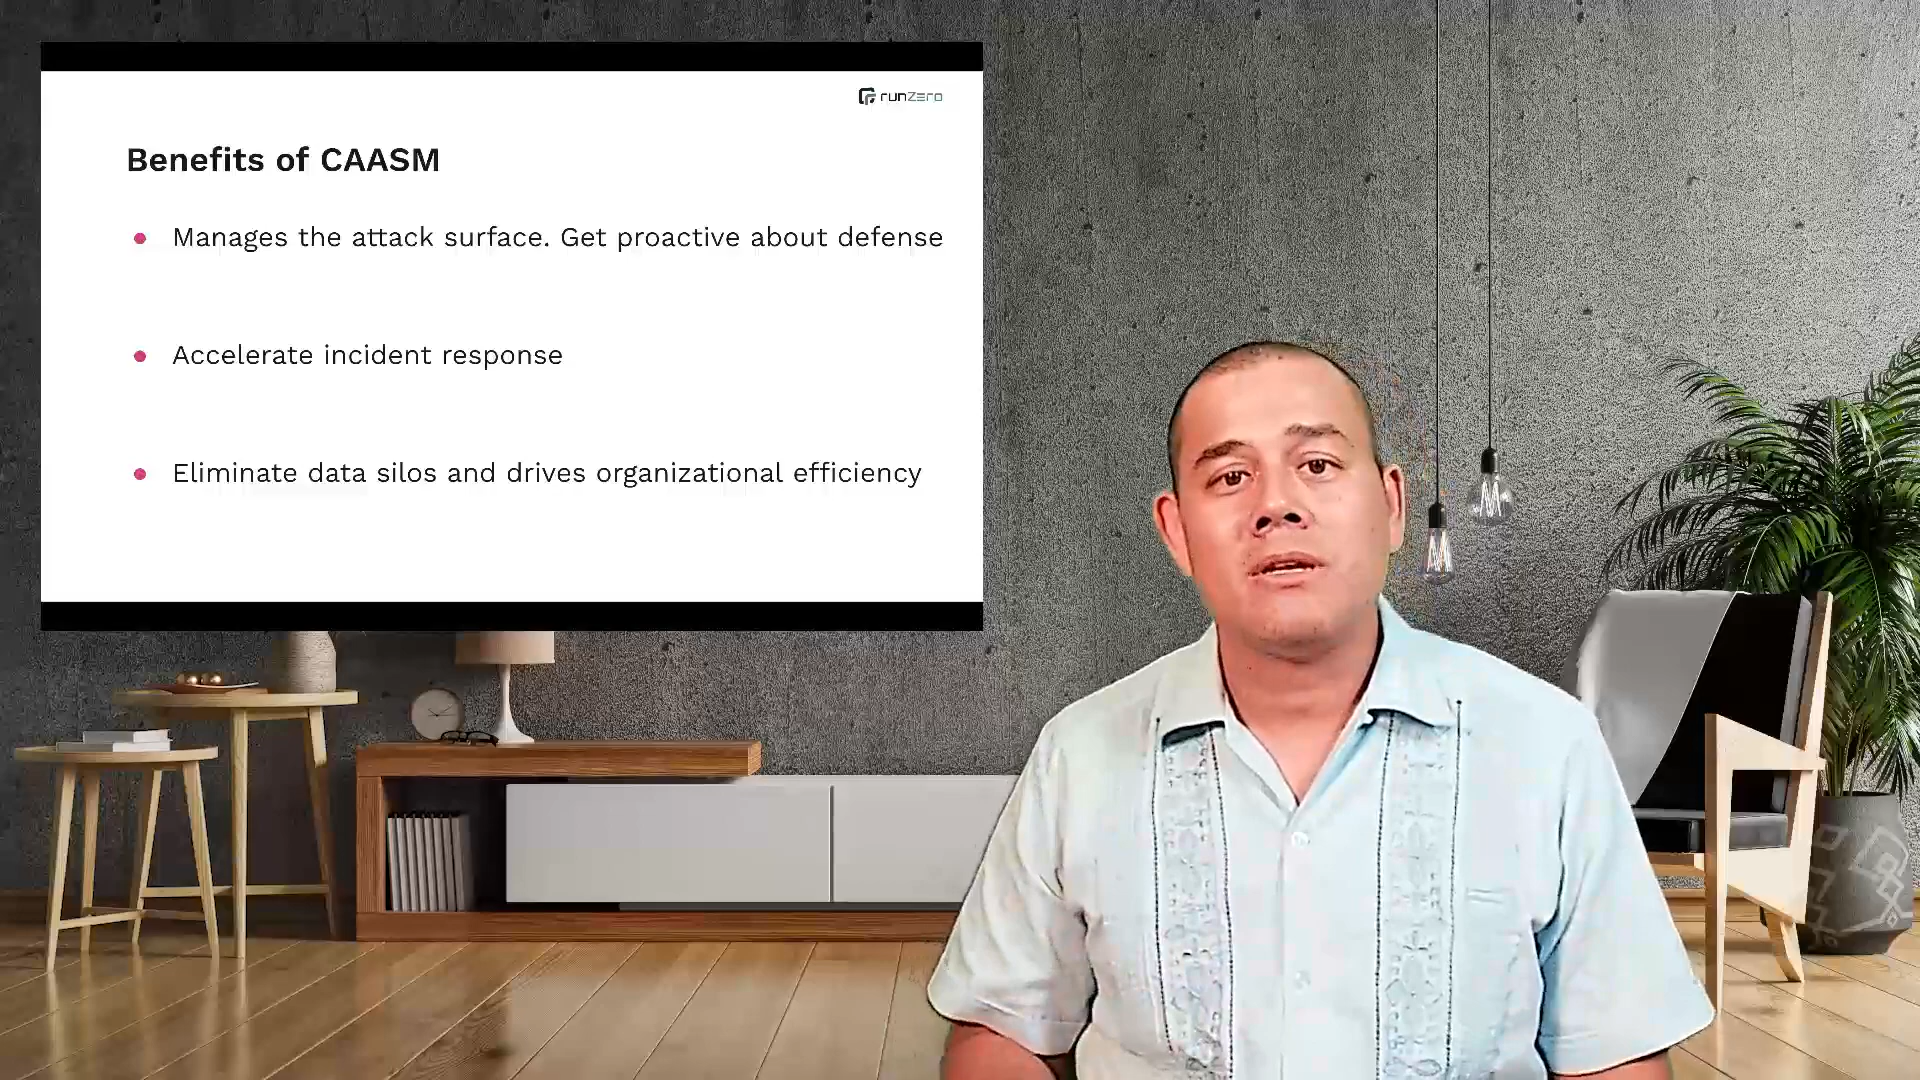 runZero
Benefits of CAASM
Manages the attack surface. Get proactive about defense
Accelerate incident response
Eliminate data silos and drives organizational efficiency